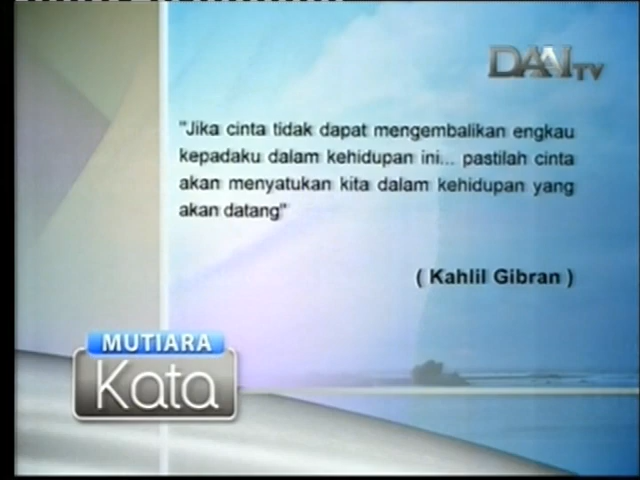 DAAI TV
"Jika cinta tidak dapat mengembalikan engkau
kepadaku dalam kehidupan ini... pastilah cinta
akan menyatukan kita dalam kehidupan yang
akan datang"
( Kahlil Gibran )
MUTIARA
Kata